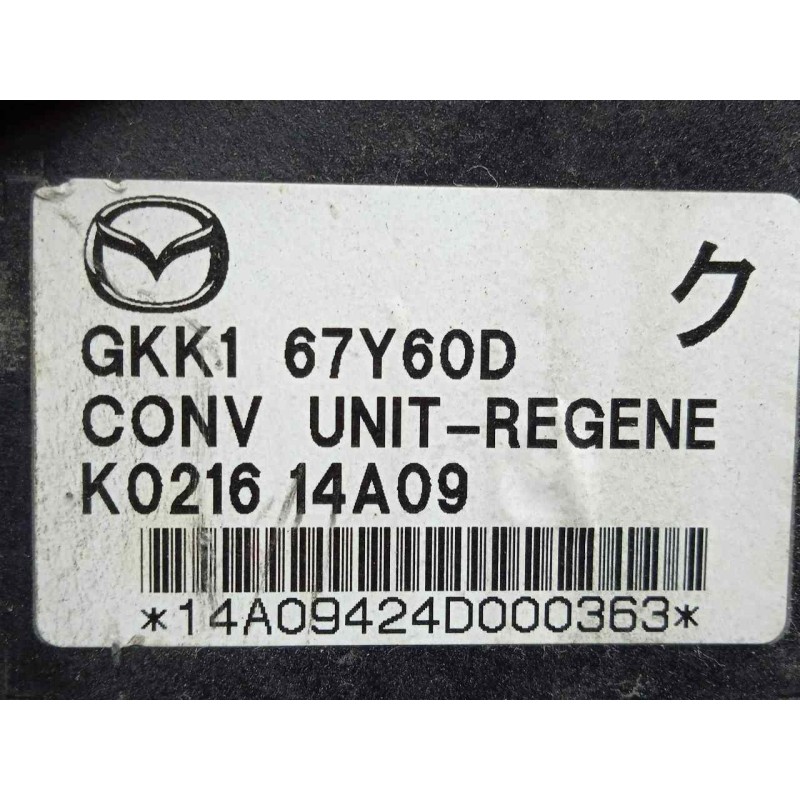 ク
GKK1 67Y60D
CONV UNIT-REGENE
K0216 14A09
*14A09424D000363*